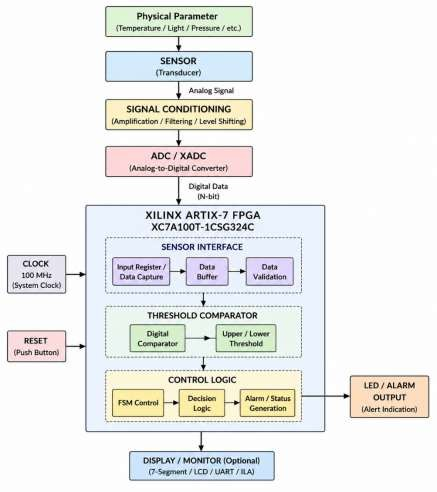 Physical Parameter
(Temperature / Light / Pressure / etc.)
SENSOR
(Transducer)
Analog Signal
SIGNAL CONDITIONING
(Amplification / Filtering / Level Shifting)
ADC / XADC
(Analog-to-Digital Converter)
Digital Data
(N-bit)
XILINX ARTIX-7 FPGA
XC7A100T-1CSG324C
SENSOR INTERFACE
Input Register /
Data Capture
Data
Buffer
Data
Validation
CLOCK
100 MHz
(System Clock)
THRESHOLD COMPARATOR
Digital
Comparator
Upper / Lower
Threshold
RESET
(Push Button)
CONTROL LOGIC
FSM Control
Decision
Logic
Alarm / Status
Generation
LED / ALARM
OUTPUT
(Alert Indication)
DISPLAY / MONITOR (Optional)
(7-Segment / LCD / UART / ILA)